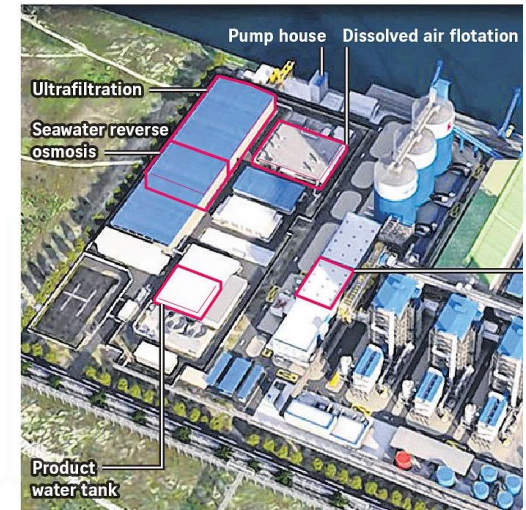 Pump house
Dissolved air flotation
Ultrafiltration
Seawater reverse
osmosis
Product
water tank